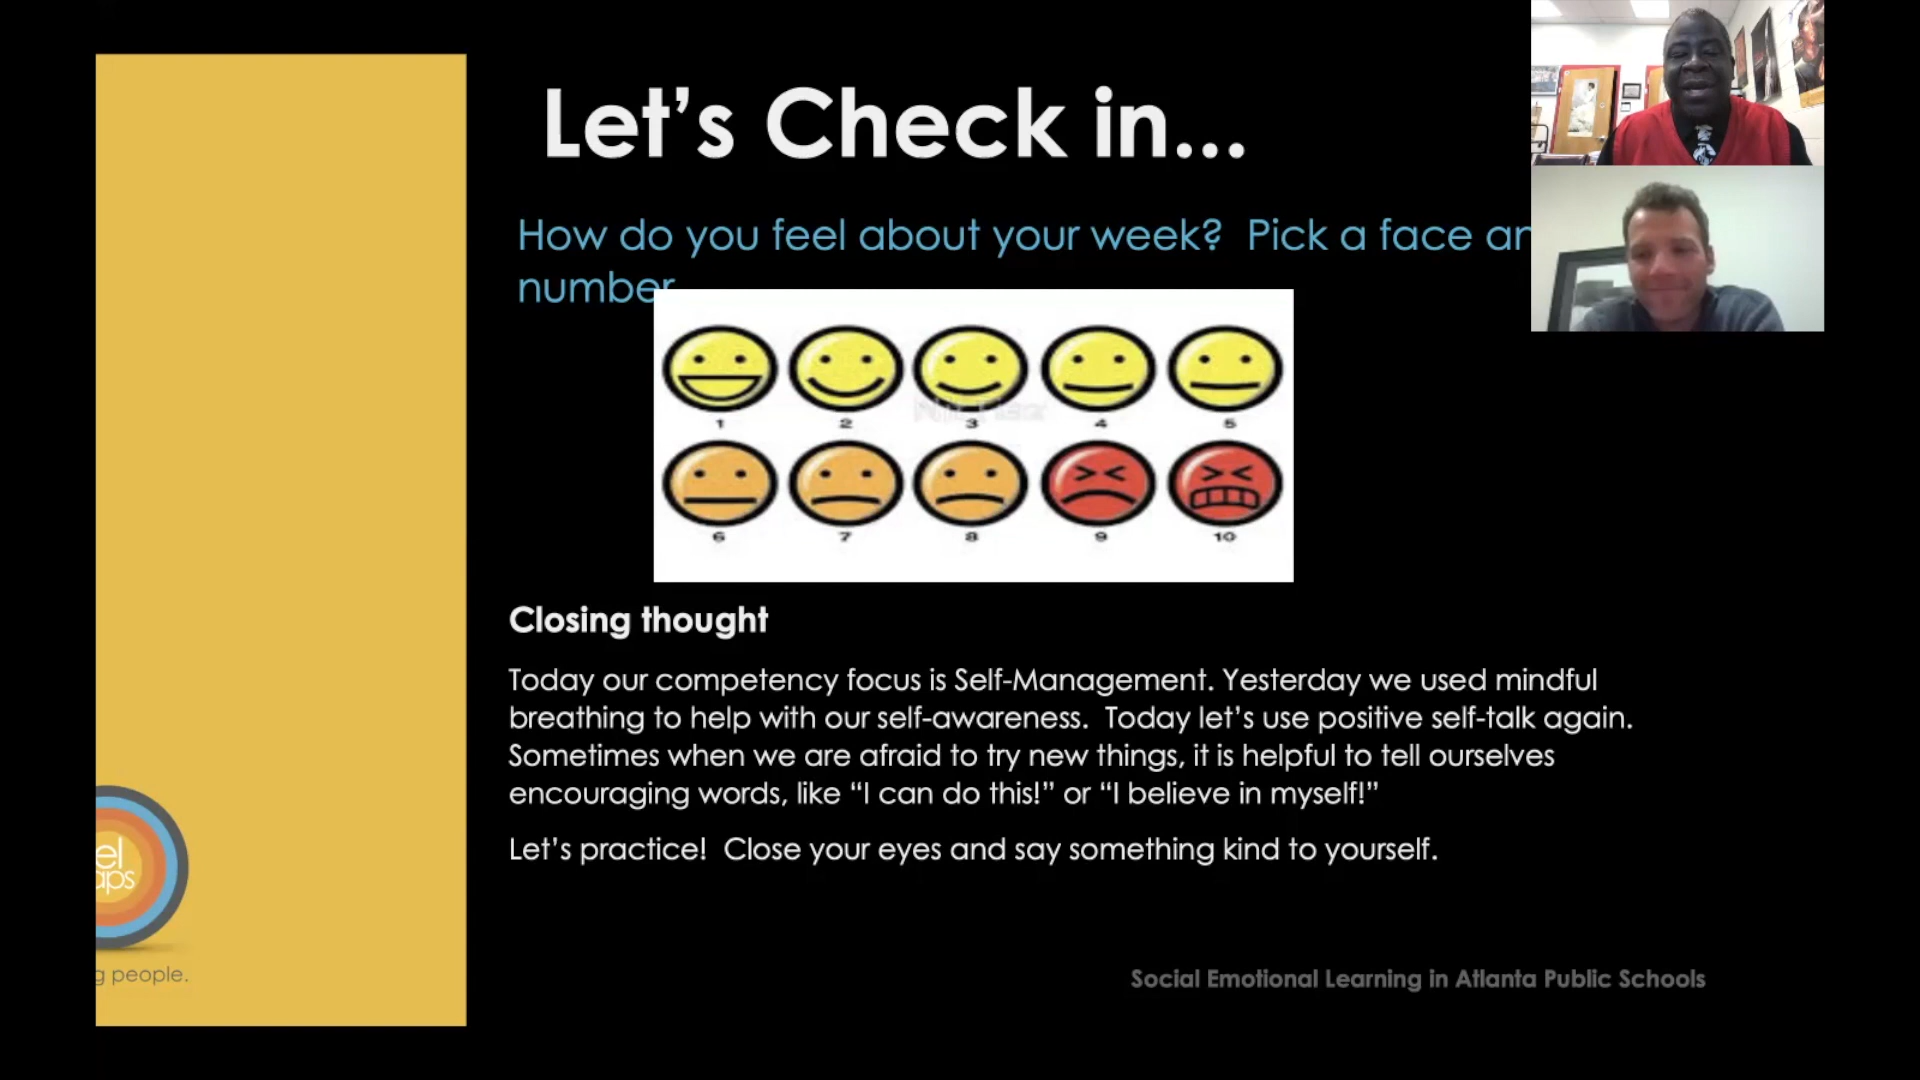 Let’s Check in...
How do you feel about your week?  Pick a face an
number
1 2 3 4 5
6 7 8 9 10
Closing thought
Today our competency focus is Self-Management. Yesterday we used mindful
breathing to help with our self-awareness.  Today let’s use positive self-talk again.
Sometimes when we are afraid to try new things, it is helpful to tell ourselves
encouraging words, like “I can do this!” or “I believe in myself!”
Let’s practice!  Close your eyes and say something kind to yourself.
el
aps
g people.
Social Emotional Learning in Atlanta Public Schools